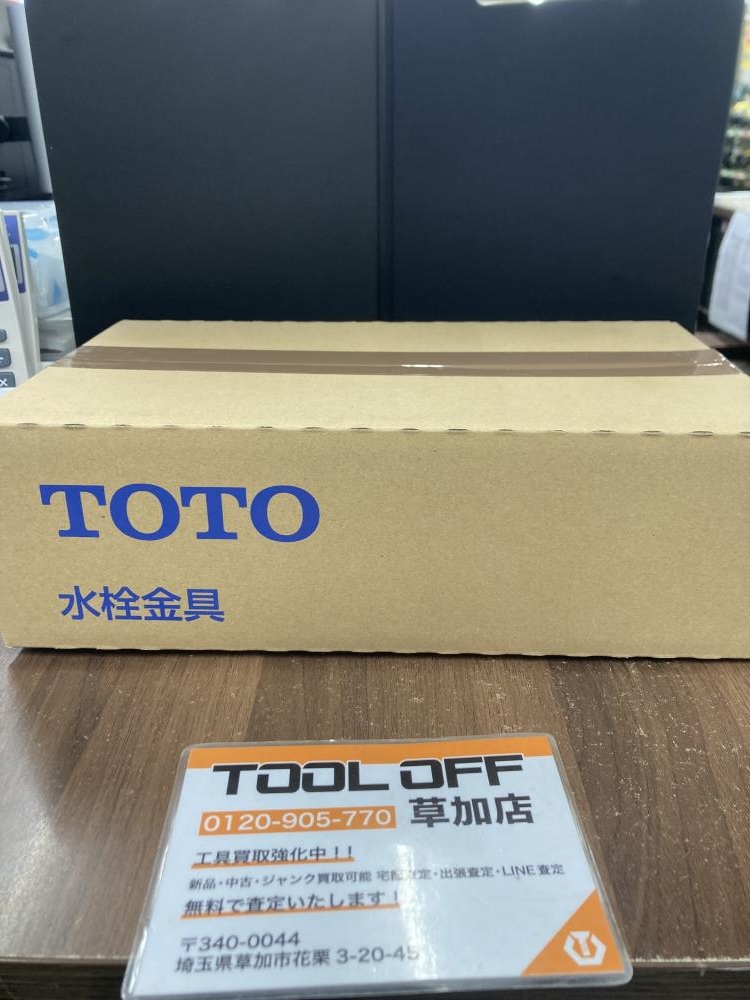 TOTO
水栓金具
TOOL OFF
0120-905-770 草加店
工具買取強化中!!
新品・中古・ジャンク買取可能 宅配査定・出張査定・LINE査定
無料で査定いたします!
〒340-0044
埼玉県草加市花栗 3-20-45